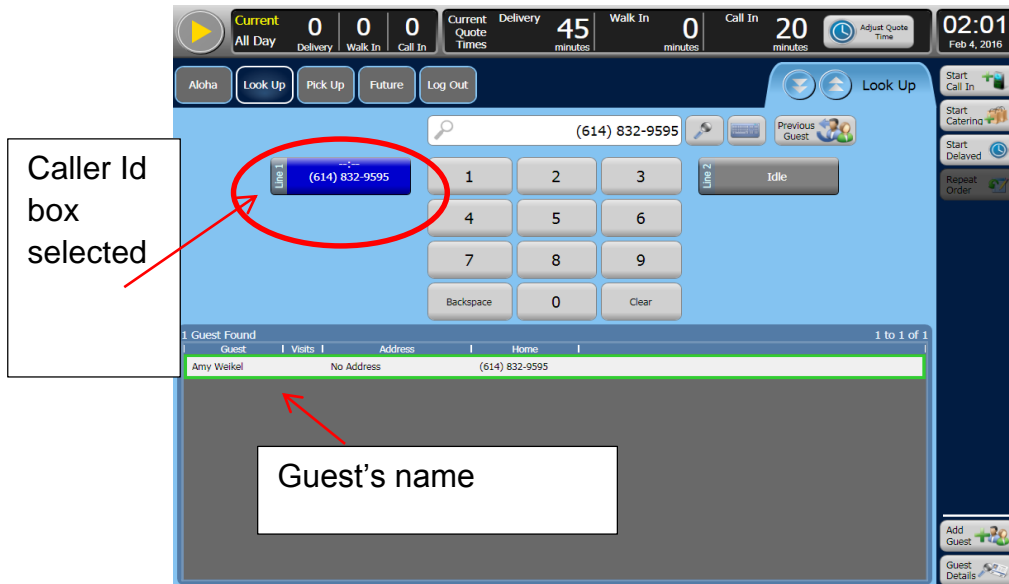 Current
All Day
0
Delivery
0
Walk In
0
Call In
Current
Quote
Times
Delivery
45
minutes
Walk In
0
minutes
Call In
20
minutes
Adjust Quote
Time
02:01
Feb 4, 2016
Aloha
Look Up
Pick Up
Future
Log Out
Look Up
Start
Call In
Start
Catering
Start
Delayed
Repeat
Order
(614) 832-9595
Previous
Guest
Caller Id
box
selected
Line 1
--:--
(614) 832-9595
1 2 3
Line 2
Idle
4 5 6
7 8 9
Backspace 0 Clear
1 Guest Found 1 to 1 of 1
Guest Visits Address Home
Amy Weikel No Address (614) 832-9595
Guest's name
Add
Guest
Guest
Details